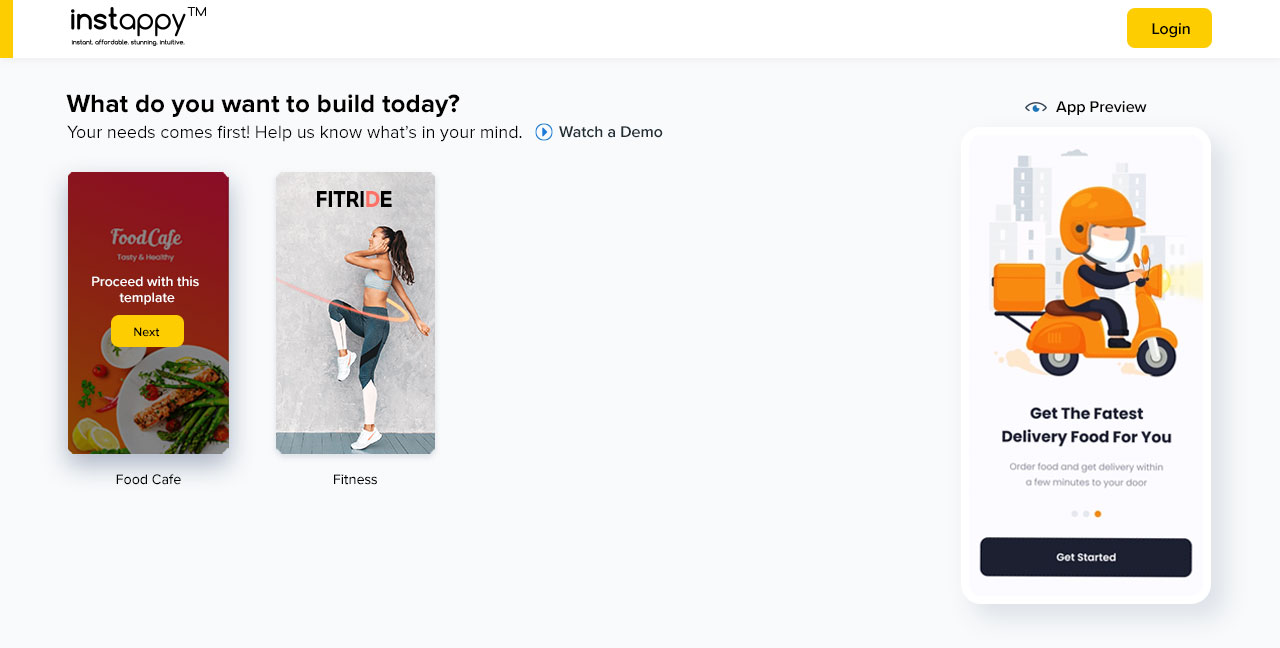 instappy™
instant. affordable. stunning. intuitive.
Login
What do you want to build today?
Your needs comes first! Help us know what’s in your mind.
Watch a Demo
App Preview
FoodCafe
Tasty & Healthy
Proceed with this
template
Next
Food Cafe
FITRIDE
Fitness
Get The Fatest
Delivery Food For You
Order food and get delivery within
a few minutes to your door
Get Started